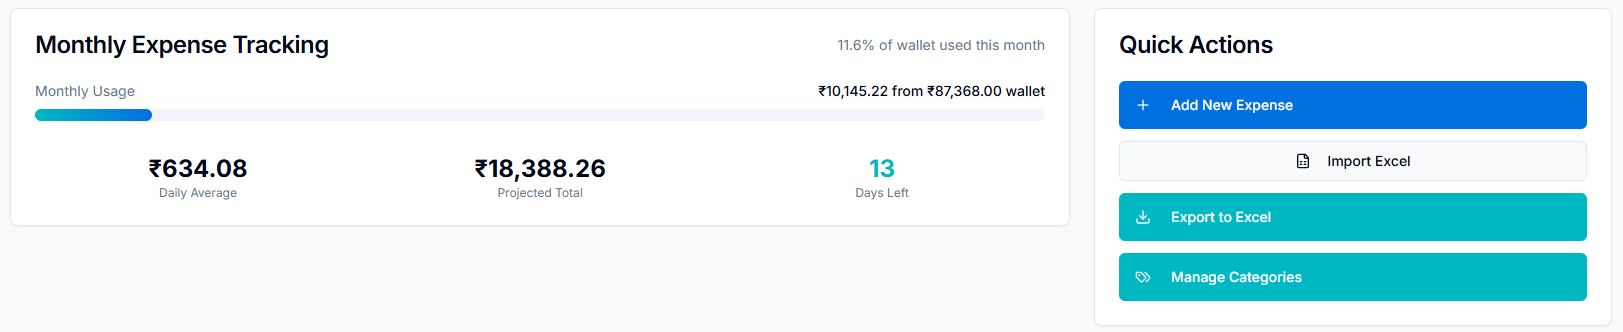 Monthly Expense Tracking
11.6% of wallet used this month
Monthly Usage
₹10,145.22 from ₹87,368.00 wallet
₹634.08
Daily Average
₹18,388.26
Projected Total
13
Days Left
Quick Actions
Add New Expense
Import Excel
Export to Excel
Manage Categories